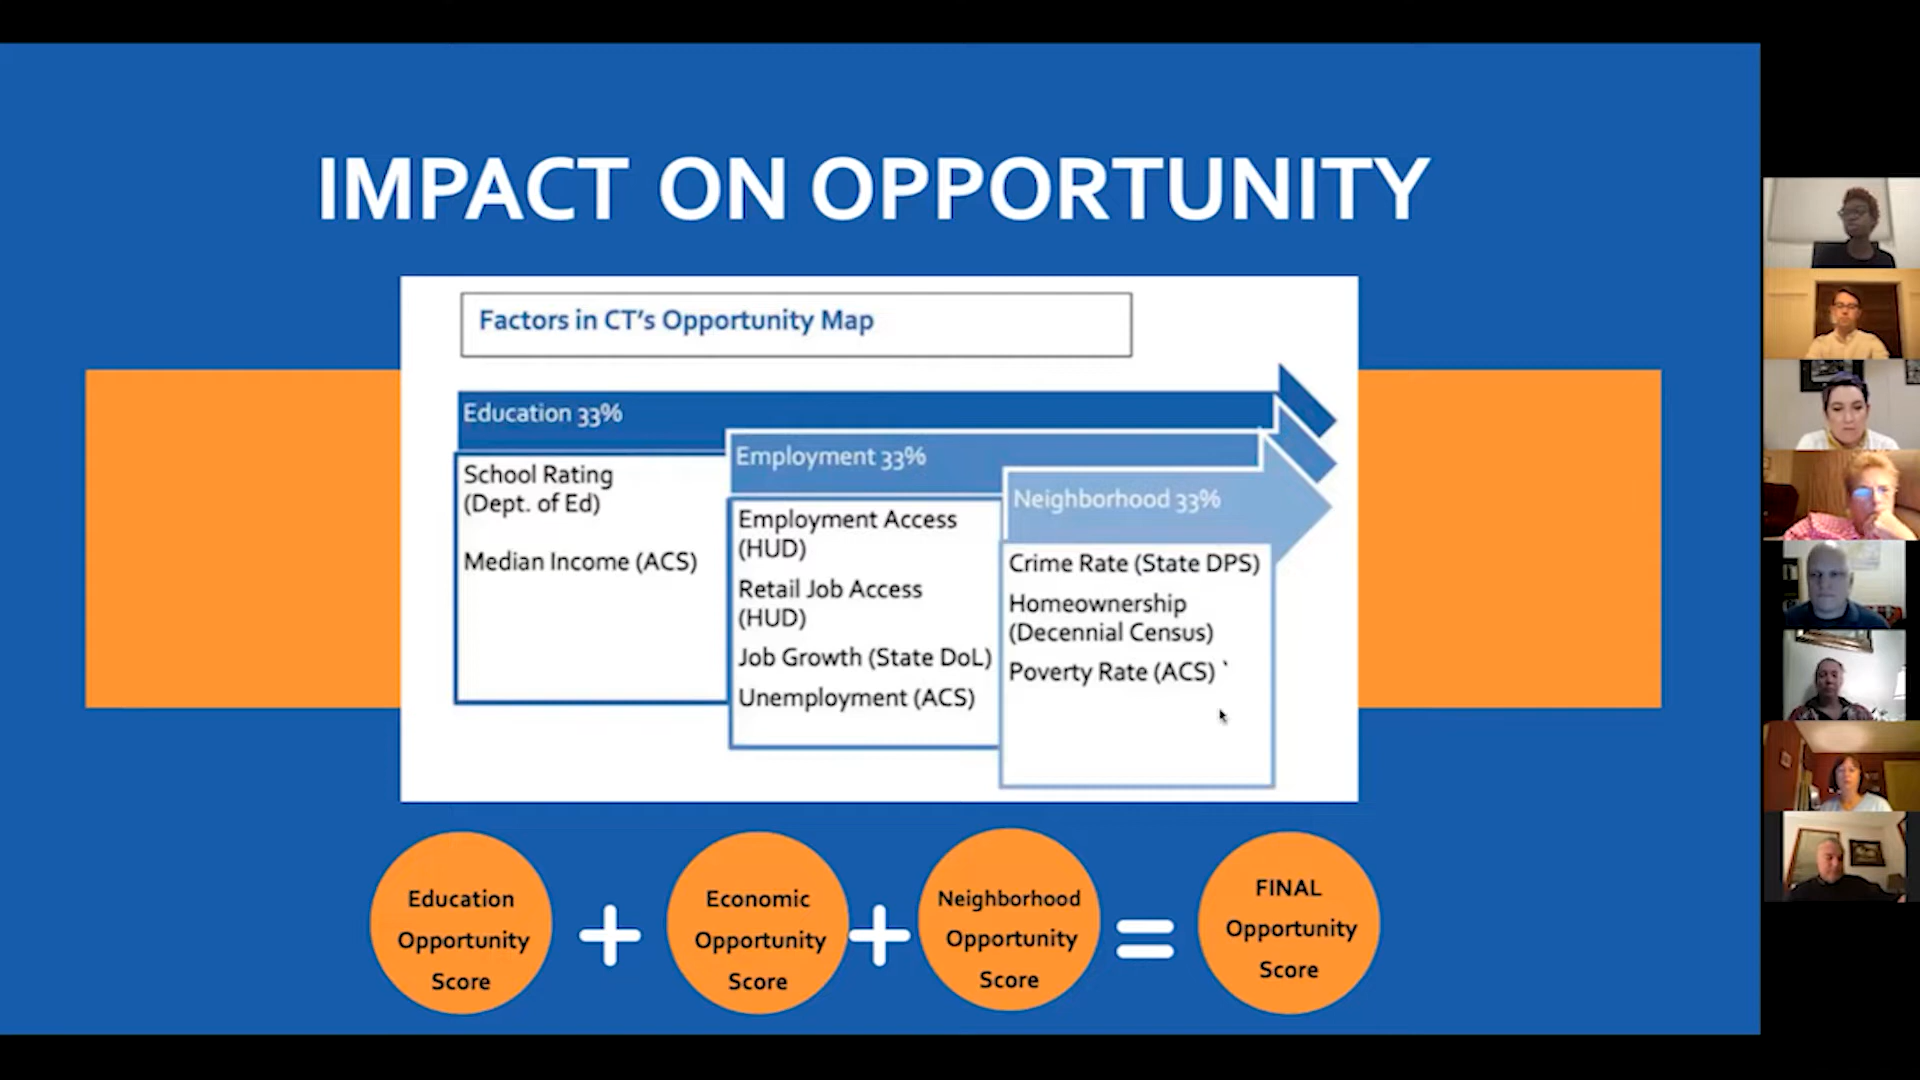 IMPACT ON OPPORTUNITY
Factors in CT's Opportunity Map
Education 33%
School Rating
(Dept. of Ed)
Median Income (ACS)
Employment 33%
Employment Access
(HUD)
Retail Job Access
(HUD)
Job Growth (State DoL)
Unemployment (ACS)
Neighborhood 33%
Crime Rate (State DPS)
Homeownership
(Decennial Census)
Poverty Rate (ACS) `
Education
Opportunity
Score
+
Economic
Opportunity
Score
+
Neighborhood
Opportunity
Score
=
FINAL
Opportunity
Score